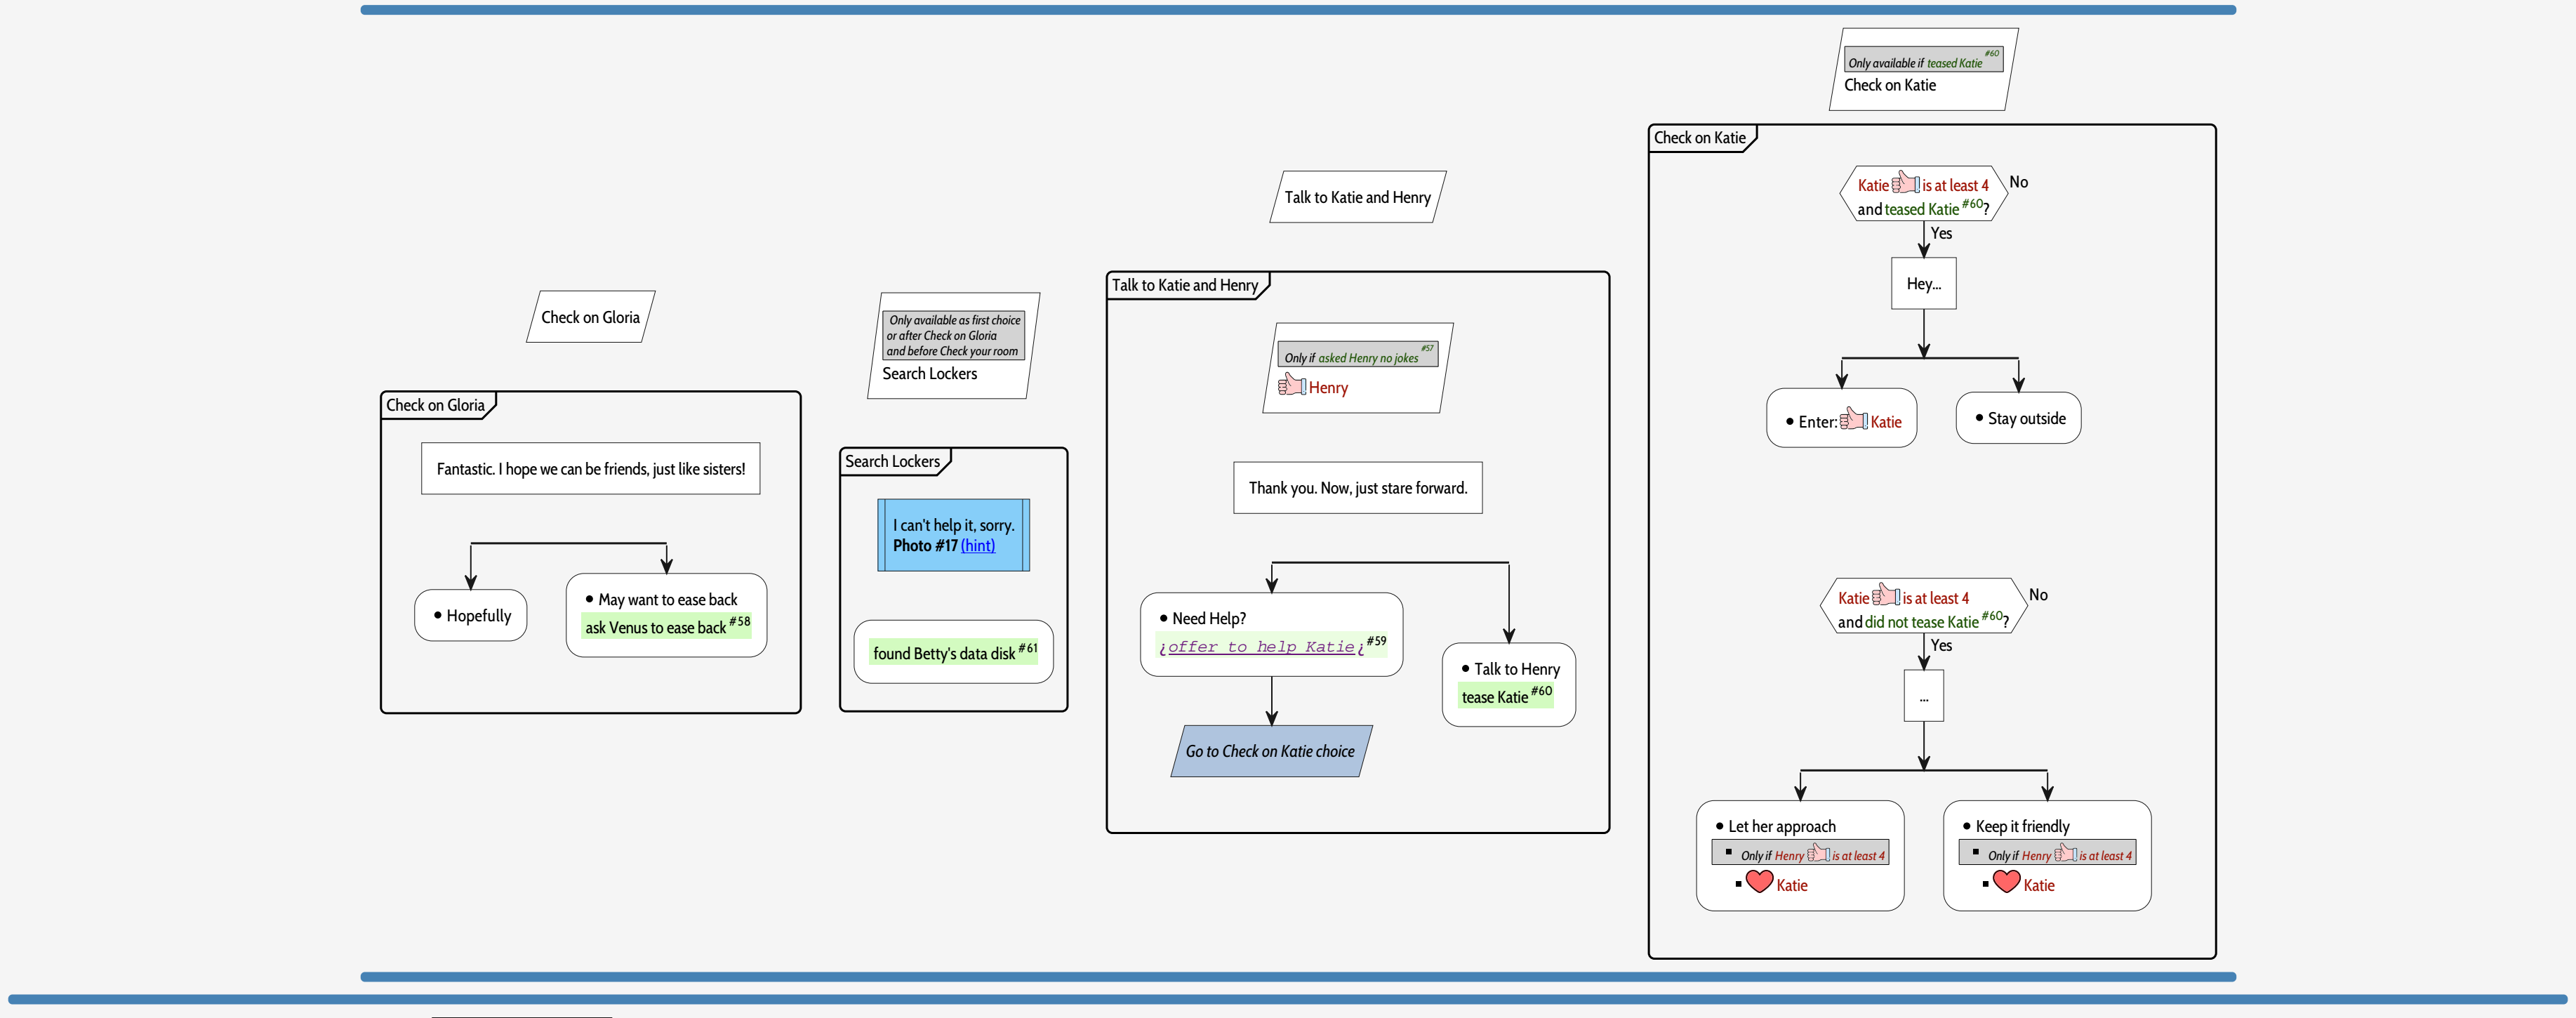 Check on Gloria
Check on Gloria
Fantastic. I hope we can be friends, just like sisters!
• Hopefully
• May want to ease back
ask Venus to ease back #58
Only available as first choice
or after Check on Gloria
and before Check your room
Search Lockers
Search Lockers
I can't help it, sorry.
Photo #17 (hint)
found Betty's data disk #61
Talk to Katie and Henry
Talk to Katie and Henry
Only if asked Henry no jokes #57
Henry
Thank you. Now, just stare forward.
• Need Help?
¿offer to help Katie¿ #59
Go to Check on Katie choice
• Talk to Henry
tease Katie #60
Only available if teased Katie #60
Check on Katie
Check on Katie
Katie is at least 4
and teased Katie #60?
No
Yes
Hey...
• Enter: Katie
• Stay outside
Katie is at least 4
and did not tease Katie #60?
No
Yes
...
• Let her approach
▪ Only if Henry is at least 4
▪ Katie
• Keep it friendly
▪ Only if Henry is at least 4
▪ Katie